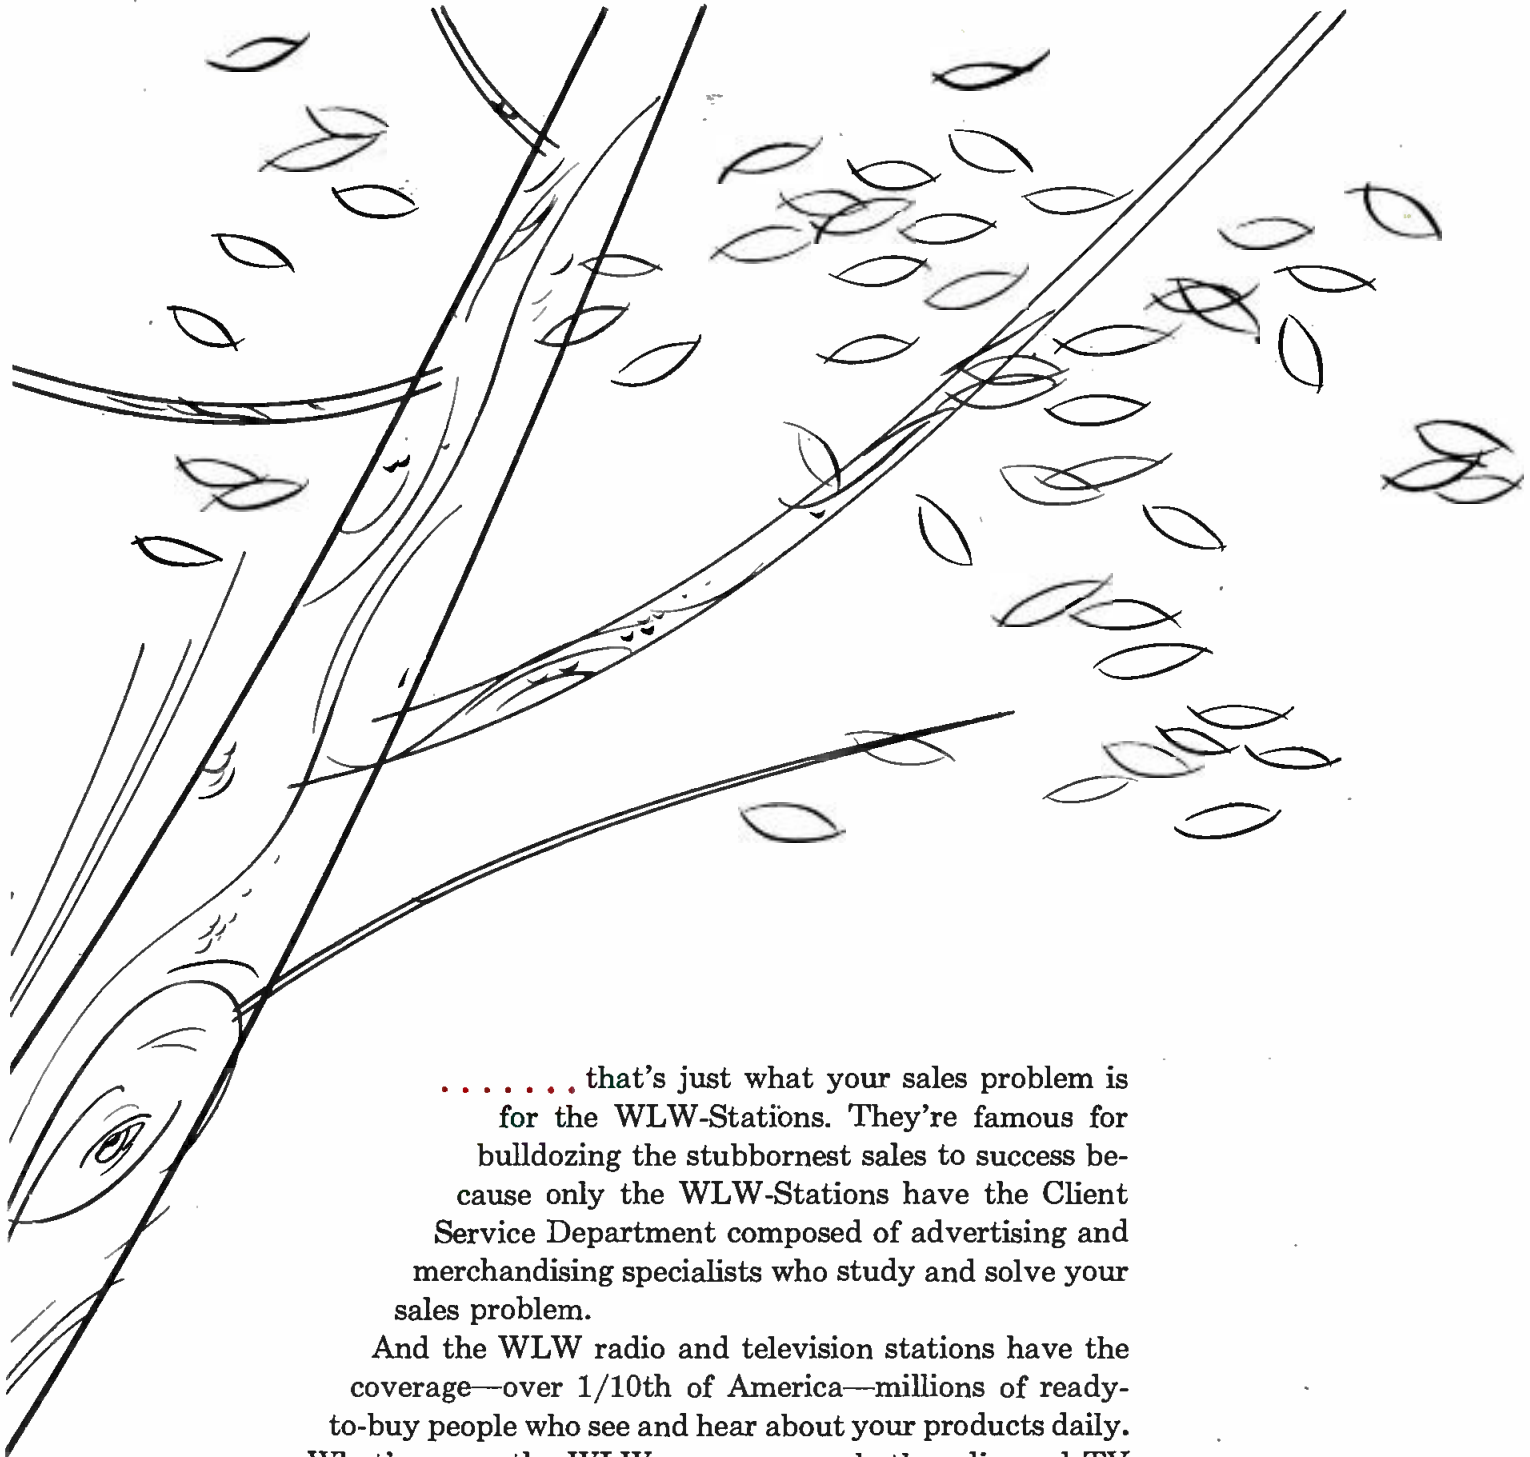 . . . . . . . that's just what your sales problem is
for the WLW-Stations. They're famous for
bulldozing the stubbornest sales to success be-
cause only the WLW-Stations have the Client
Service Department composed of advertising and
merchandising specialists who study and solve your
sales problem.
And the WLW radio and television stations have the
coverage—over 1/10th of America—millions of ready-
to-buy people who see and hear about your products daily.